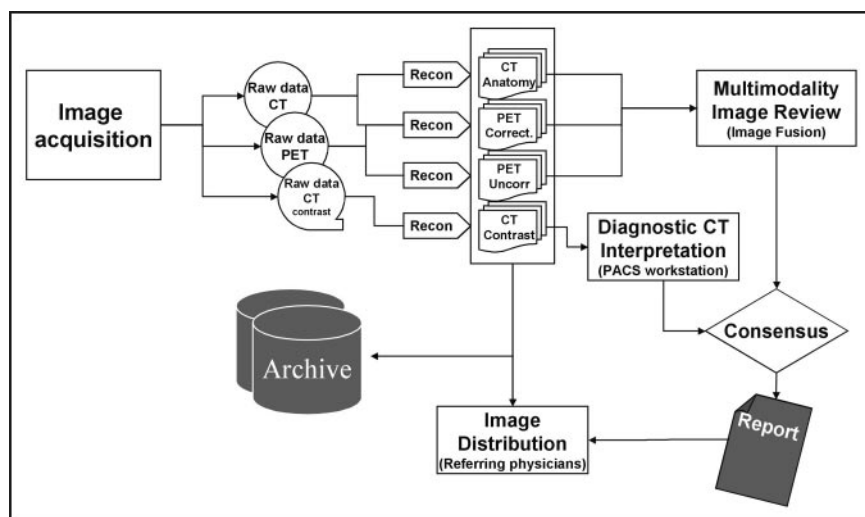 Image
acquisition
Raw data
CT
Raw data
PET
Raw data
CT
contrast
Recon
Recon
Recon
Recon
CT
Anatomy
PET
Correct.
PET
Uncorr
CT
Contrast
Multimodality
Image Review
(Image Fusion)
Diagnostic CT
Interpretation
(PACS workstation)
Consensus
Archive
Image
Distribution
(Referring physicians)
Report